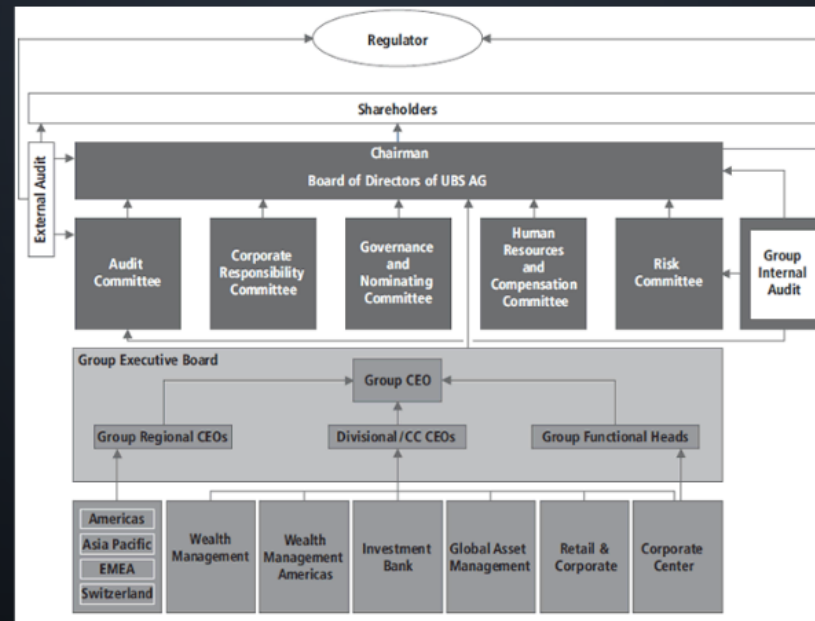 Regulator
Shareholders
External Audit
Chairman
Board of Directors of UBS AG
Audit
Committee
Corporate
Responsibility
Committee
Governance
and
Nominating
Committee
Human
Resources
and
Compensation
Committee
Risk
Committee
Group
Internal
Audit
Group Executive Board
Group CEO
Group Regional CEOs
Divisional/CC CEOs
Group Functional Heads
Americas
Asia Pacific
EMEA
Switzerland
Wealth
Management
Wealth
Management
Americas
Investment
Bank
Global Asset
Management
Retail &
Corporate
Corporate
Center